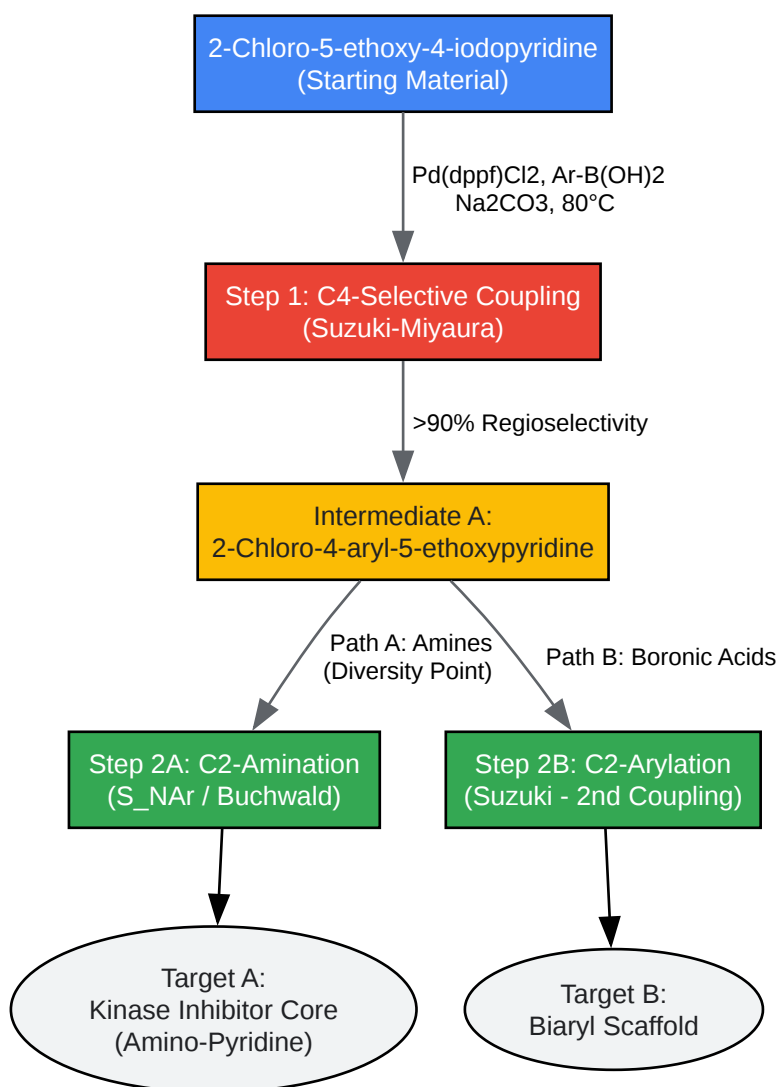 2-Chloro-5-ethoxy-4-iodopyridine
(Starting Material)
Pd(dppf)Cl2, Ar-B(OH)2
Na2CO3, 80°C
Step 1: C4-Selective Coupling
(Suzuki-Miyaura)
>90% Regioselectivity
Intermediate A:
2-Chloro-4-aryl-5-ethoxypyridine
Path A: Amines
(Diversity Point)
Path B: Boronic Acids
Step 2A: C2-Amination
(S_NAr / Buchwald)
Step 2B: C2-Arylation
(Suzuki - 2nd Coupling)
Target A:
Kinase Inhibitor Core
(Amino-Pyridine)
Target B:
Biaryl Scaffold